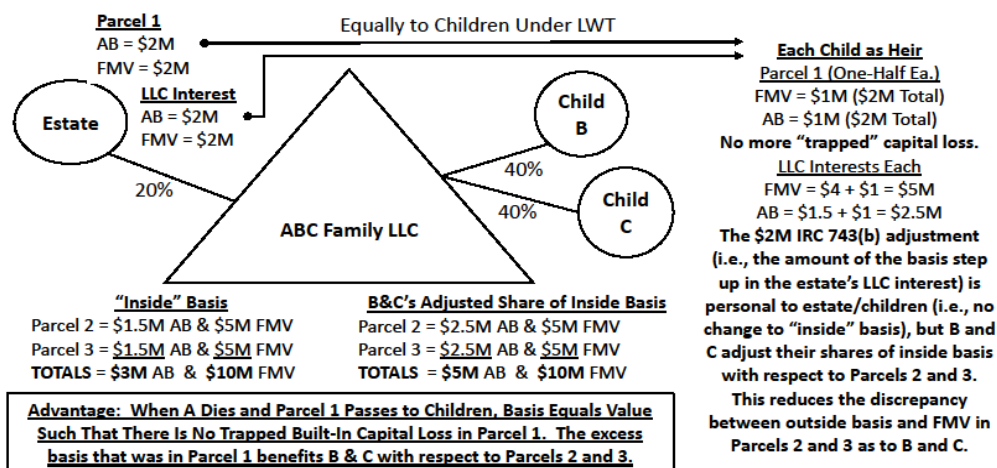 Parcel 1
AB = $2M
FMV = $2M
Equally to Children Under LWT
LLC Interest
AB = $2M
FMV = $2M
Estate
20%
ABC Family LLC
Child
B
40%
40%
Child
C
Each Child as Heir
Parcel 1 (One-Half Ea.)
FMV = $1M ($2M Total)
AB = $1M ($2M Total)
No more “trapped” capital loss.
LLC Interests Each
FMV = $4 + $1 = $5M
AB = $1.5 + $1 = $2.5M
The $2M IRC 743(b) adjustment
(i.e., the amount of the basis step
up in the estate’s LLC interest) is
personal to estate/children (i.e., no
change to “inside” basis), but B and
C adjust their shares of inside basis
with respect to Parcels 2 and 3.
This reduces the discrepancy
between outside basis and FMV in
Parcels 2 and 3 as to B and C.
“Inside” Basis
Parcel 2 = $1.5M AB & $5M FMV
Parcel 3 = $1.5M AB & $5M FMV
TOTALS = $3M AB & $10M FMV
B&C’s Adjusted Share of Inside Basis
Parcel 2 = $2.5M AB & $5M FMV
Parcel 3 = $2.5M AB & $5M FMV
TOTALS = $5M AB & $10M FMV
Advantage: When A Dies and Parcel 1 Passes to Children, Basis Equals Value
Such That There Is No Trapped Built-In Capital Loss in Parcel 1. The excess
basis that was in Parcel 1 benefits B & C with respect to Parcels 2 and 3.